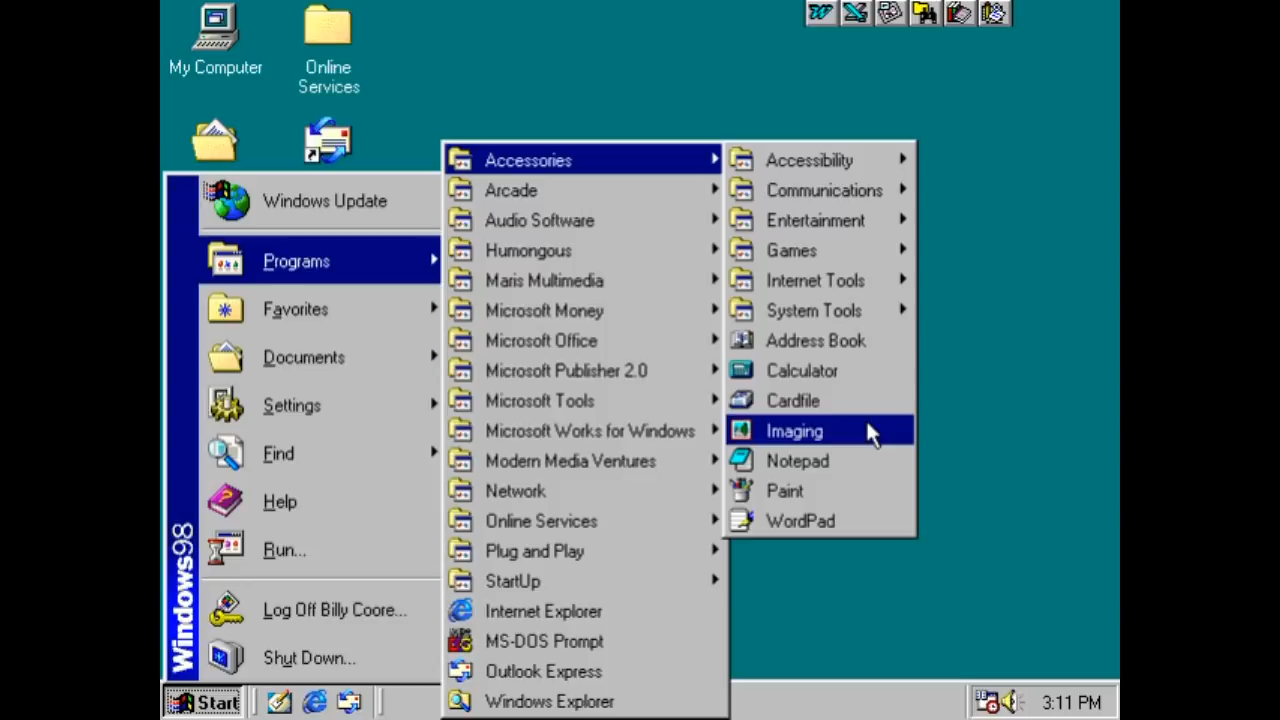 My Computer
Online
Services
Windows Update
Programs
Favorites
Documents
Settings
Find
Help
Run...
Log Off Billy Coore...
Shut Down...
Windows98
Accessories
Arcade
Audio Software
Humongous
Maris Multimedia
Microsoft Money
Microsoft Office
Microsoft Publisher 2.0
Microsoft Tools
Microsoft Works for Windows
Modern Media Ventures
Network
Online Services
Plug and Play
StartUp
Internet Explorer
MS-DOS Prompt
Outlook Express
Windows Explorer
Accessibility
Communications
Entertainment
Games
Internet Tools
System Tools
Address Book
Calculator
Cardfile
Imaging
Notepad
Paint
WordPad
Start
3:11 PM